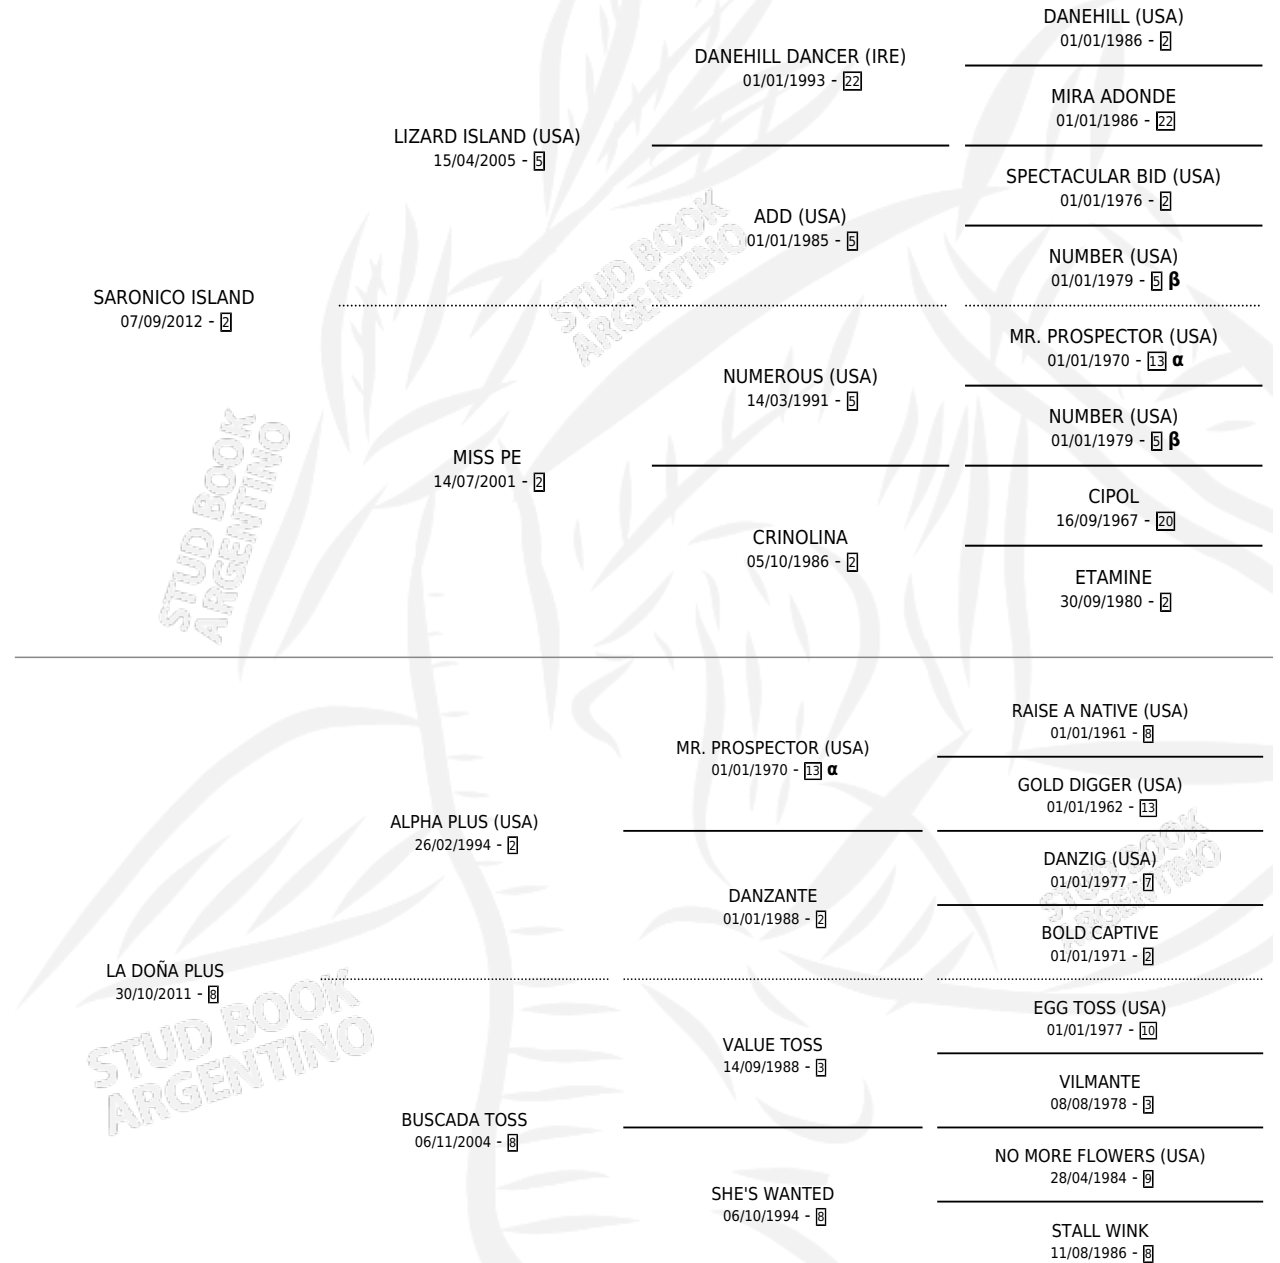 DANEHILL (USA)
01/01/1986 - 2
DANEHILL DANCER (IRE)
01/01/1993 - 22
MIRA ADONDE
01/01/1986 - 22
LIZARD ISLAND (USA)
15/04/2005 - 5
SPECTACULAR BID (USA)
01/01/1976 - 2
ADD (USA)
01/01/1985 - 5
NUMBER (USA)
01/01/1979 - 5 β
SARONICO ISLAND
07/09/2012 - 2
MR. PROSPECTOR (USA)
01/01/1970 - 13 α
NUMEROUS (USA)
14/03/1991 - 5
NUMBER (USA)
01/01/1979 - 5 β
MISS PE
14/07/2001 - 2
CIPOL
16/09/1967 - 20
CRINOLINA
05/10/1986 - 2
ETAMINE
30/09/1980 - 2
RAISE A NATIVE (USA)
01/01/1961 - 8
MR. PROSPECTOR (USA)
01/01/1970 - 13 α
GOLD DIGGER (USA)
01/01/1962 - 13
ALPHA PLUS (USA)
26/02/1994 - 2
DANZIG (USA)
01/01/1977 - 7
DANZANTE
01/01/1988 - 2
BOLD CAPTIVE
01/01/1971 - 2
LA DOÑA PLUS
30/10/2011 - 8
EGG TOSS (USA)
01/01/1977 - 10
VALUE TOSS
14/09/1988 - 3
VILMANTE
08/08/1978 - 3
BUSCADA TOSS
06/11/2004 - 8
NO MORE FLOWERS (USA)
28/04/1984 - 9
SHE'S WANTED
06/10/1994 - 8
STALL WINK
11/08/1986 - 8
STUD BOOK
ARGENTINO
STUD BOOK
ARGENTINO
STUD BOOK
ARGENTINO
STUD BOOK
ARGENTINO